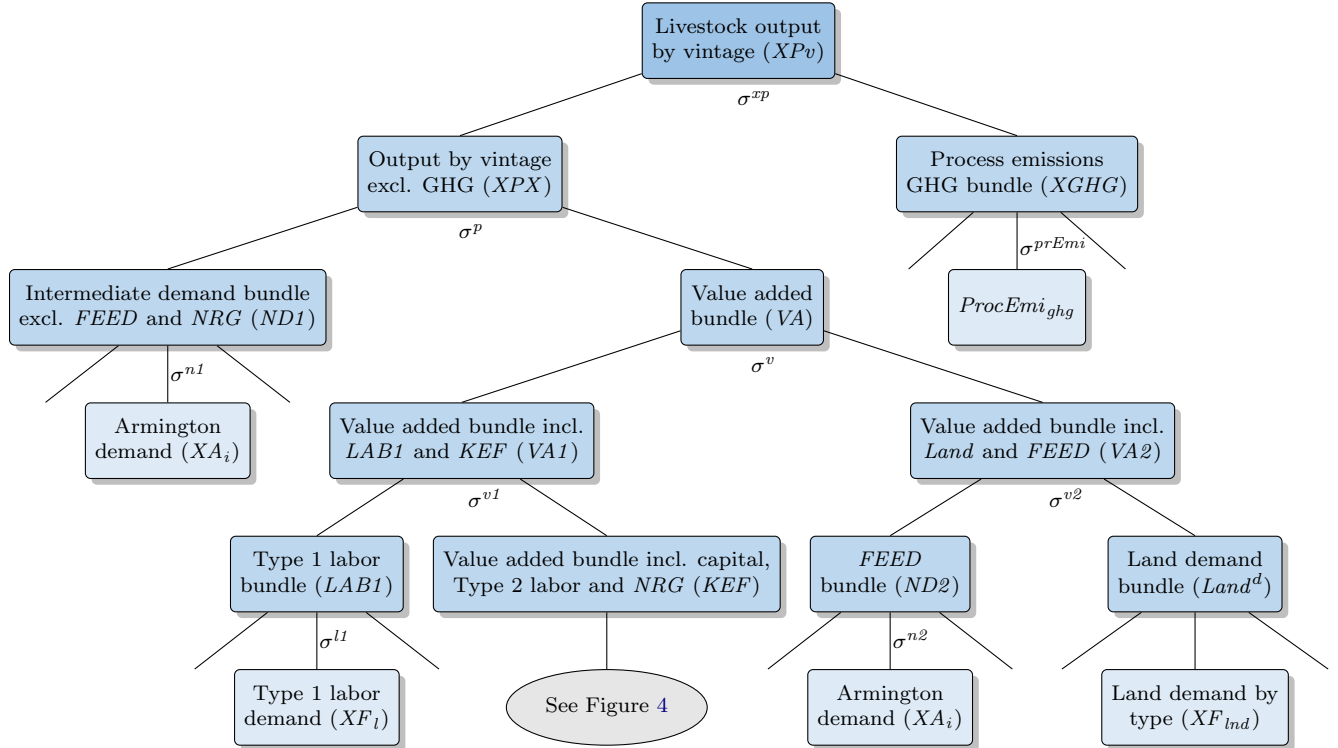 Livestock output
by vintage (XPv)
σ^xp
Output by vintage
excl. GHG (XPX)
Process emissions
GHG bundle (XGHG)
σ^p
σ^prEmi
Intermediate demand bundle
excl. FEED and NRG (ND1)
Value added
bundle (VA)
ProcEmi_ghg
σ^n1
σ^v
Armington
demand (XA_i)
Value added bundle incl.
LAB1 and KEF (VA1)
Value added bundle incl.
Land and FEED (VA2)
σ^v1
σ^v2
Type 1 labor
bundle (LAB1)
Value added bundle incl. capital,
Type 2 labor and NRG (KEF)
FEED
bundle (ND2)
Land demand
bundle (Land^d)
σ^l1
σ^n2
Type 1 labor
demand (XF_l)
See Figure 4
Armington
demand (XA_i)
Land demand by
type (XF_lnd)